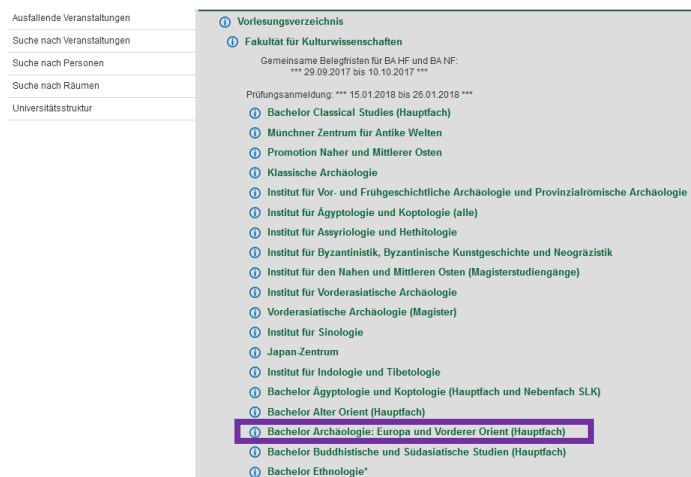 Ausfallende Veranstaltungen
Suche nach Veranstaltungen
Suche nach Personen
Suche nach Räumen
Universitätsstruktur
Vorlesungsverzeichnis
Fakultät für Kulturwissenschaften
Gemeinsame Belegfristen für BA HF und BA NF:
*** 29.09.2017 bis 10.10.2017 ***
Prüfungsanmeldung: *** 15.01.2018 bis 26.01.2018 ***
Bachelor Classical Studies (Hauptfach)
Münchner Zentrum für Antike Welten
Promotion Naher und Mittlerer Osten
Klassische Archäologie
Institut für Vor- und Frühgeschichtliche Archäologie und Provinzialrömische Archäologie
Institut für Ägyptologie und Koptologie (alle)
Institut für Assyriologie und Hethitologie
Institut für Byzantinistik, Byzantinische Kunstgeschichte und Neogräzistik
Institut für den Nahen und Mittleren Osten (Magisterstudiengänge)
Institut für Vorderasiatische Archäologie
Vorderasiatische Archäologie (Magister)
Institut für Sinologie
Japan-Zentrum
Institut für Indologie und Tibetologie
Bachelor Ägyptologie und Koptologie (Hauptfach und Nebenfach SLK)
Bachelor Alter Orient (Hauptfach)
Bachelor Archäologie: Europa und Vorderer Orient (Hauptfach)
Bachelor Buddhistische und Südasiatische Studien (Hauptfach)
Bachelor Ethnologie*